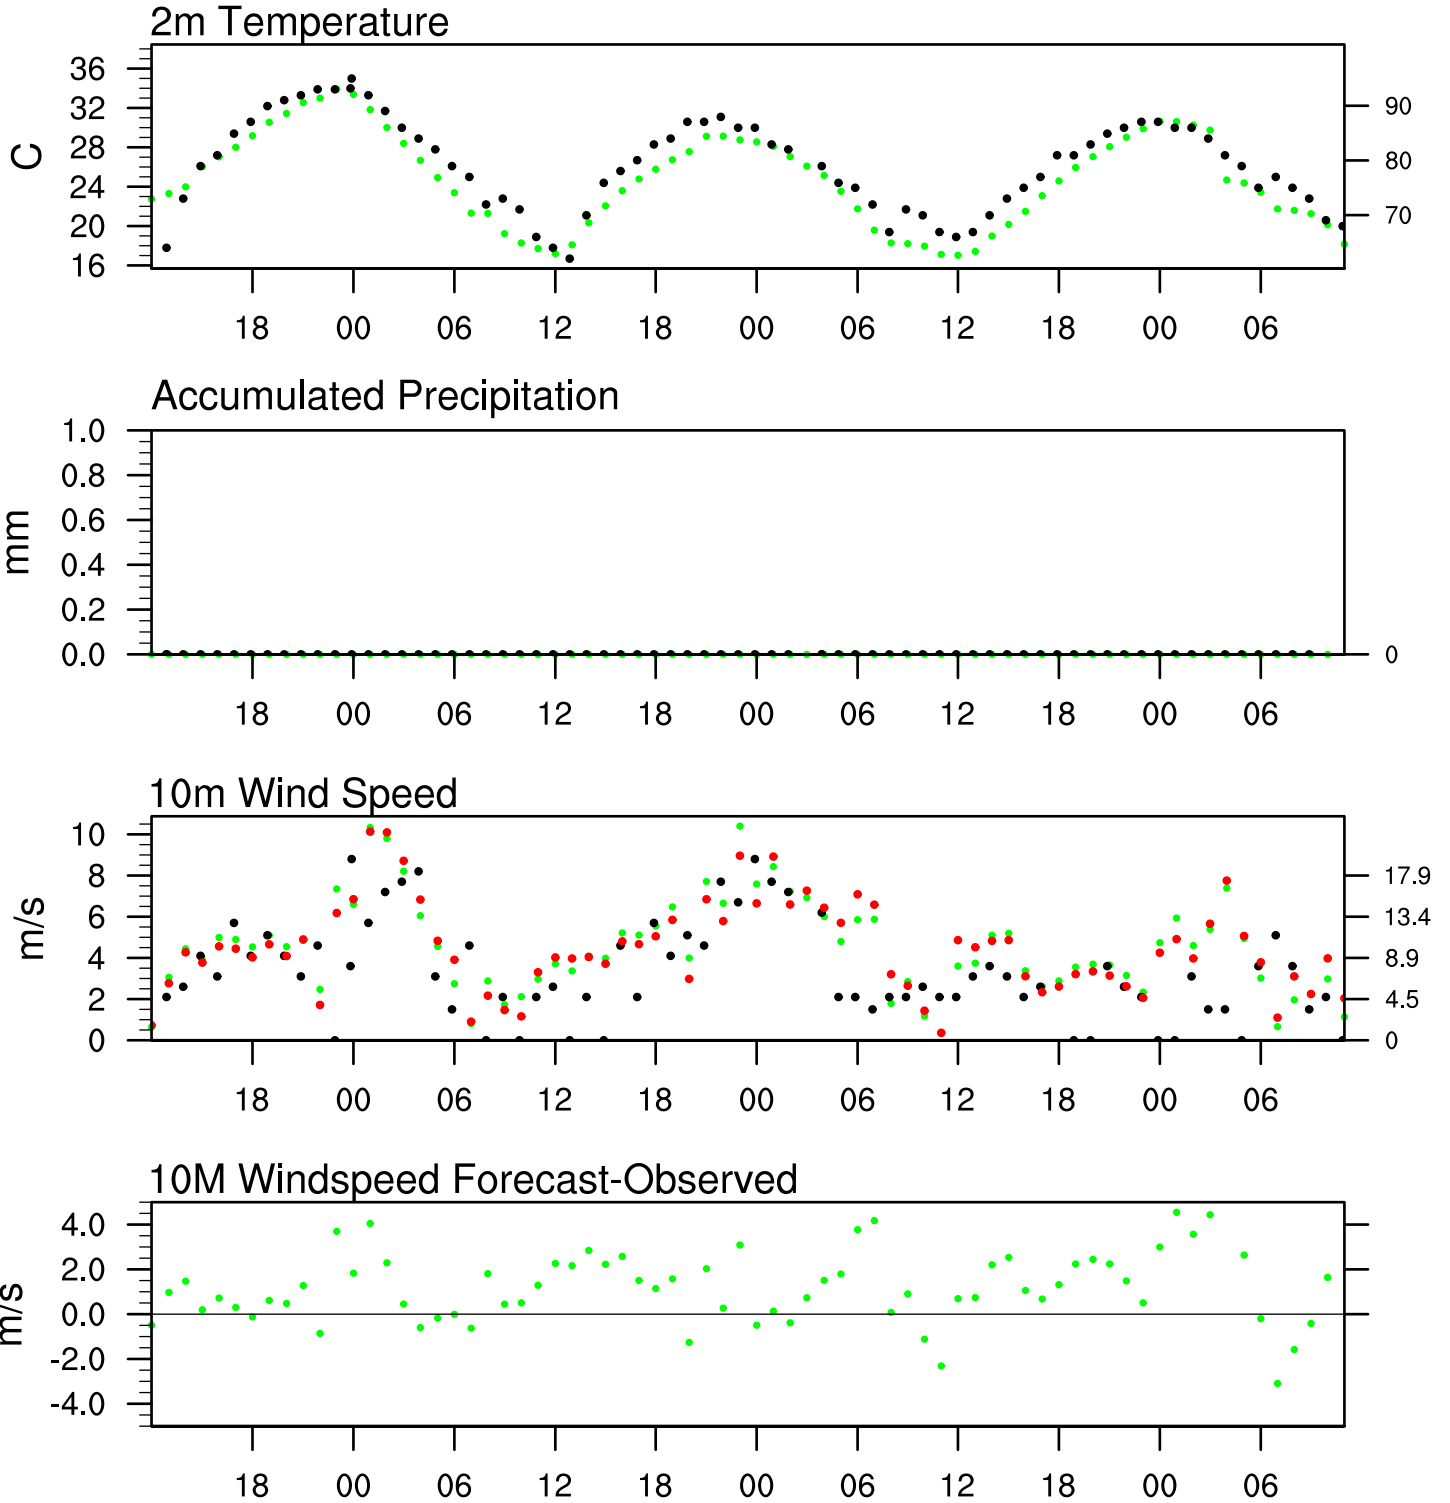 2m Temperature
36
32
28
24
20
16
C
90
80
70
18 00 06 12 18 00 06 12 18 00 06
Accumulated Precipitation
1.0
0.8
0.6
0.4
0.2
0.0
mm
0
18 00 06 12 18 00 06 12 18 00 06
10m Wind Speed
10
8
6
4
2
0
m/s
17.9
13.4
8.9
4.5
0
18 00 06 12 18 00 06 12 18 00 06
10M Windspeed Forecast-Observed
4.0
2.0
0.0
-2.0
-4.0
m/s
18 00 06 12 18 00 06 12 18 00 06